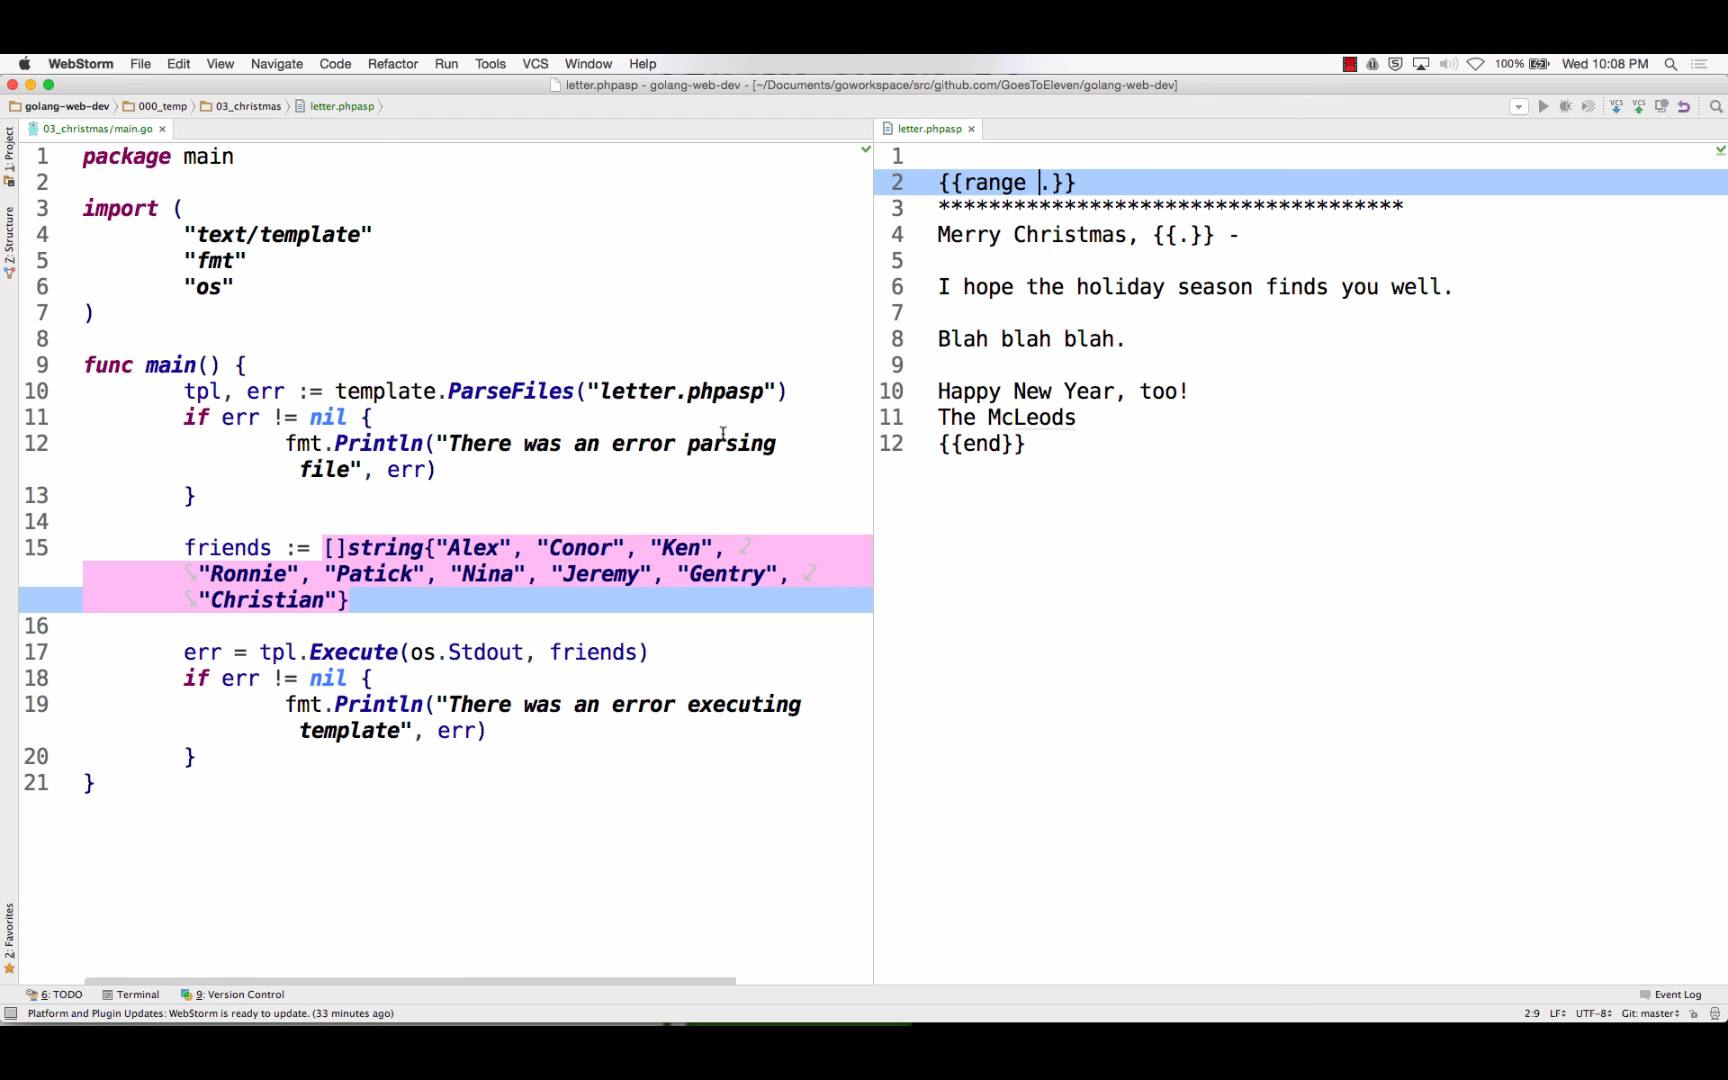 WebStorm File Edit View Navigate Code Refactor Run Tools VCS Window Help 100% Wed 10:08 PM
letter.phpasp - golang-web-dev - [~/Documents/goworkspace/src/github.com/GoesToEleven/golang-web-dev]
golang-web-dev 000_temp 03_christmas letter.phpasp
03_christmas/main.go
1 package main
2
3 import (
4 "text/template"
5 "fmt"
6 "os"
7 )
8
9 func main() {
10 tpl, err := template.ParseFiles("letter.phpasp")
11 if err != nil {
12 fmt.Println("There was an error parsing
file", err)
13 }
14
15 friends := []string{"Alex", "Conor", "Ken",
"Ronnie", "Patick", "Nina", "Jeremy", "Gentry",
"Christian"}
16
17 err = tpl.Execute(os.Stdout, friends)
18 if err != nil {
19 fmt.Println("There was an error executing
template", err)
20 }
21 }
letter.phpasp
1
2 {{range .}}
3 *************************************
4 Merry Christmas, {{.}} -
5
6 I hope the holiday season finds you well.
7
8 Blah blah blah.
9
10 Happy New Year, too!
11 The McLeods
12 {{end}}
1: Project
7: Structure
2: Favorites
6: TODO Terminal 9: Version Control Event Log
Platform and Plugin Updates: WebStorm is ready to update. (33 minutes ago) 2:9 LF UTF-8 Git: master